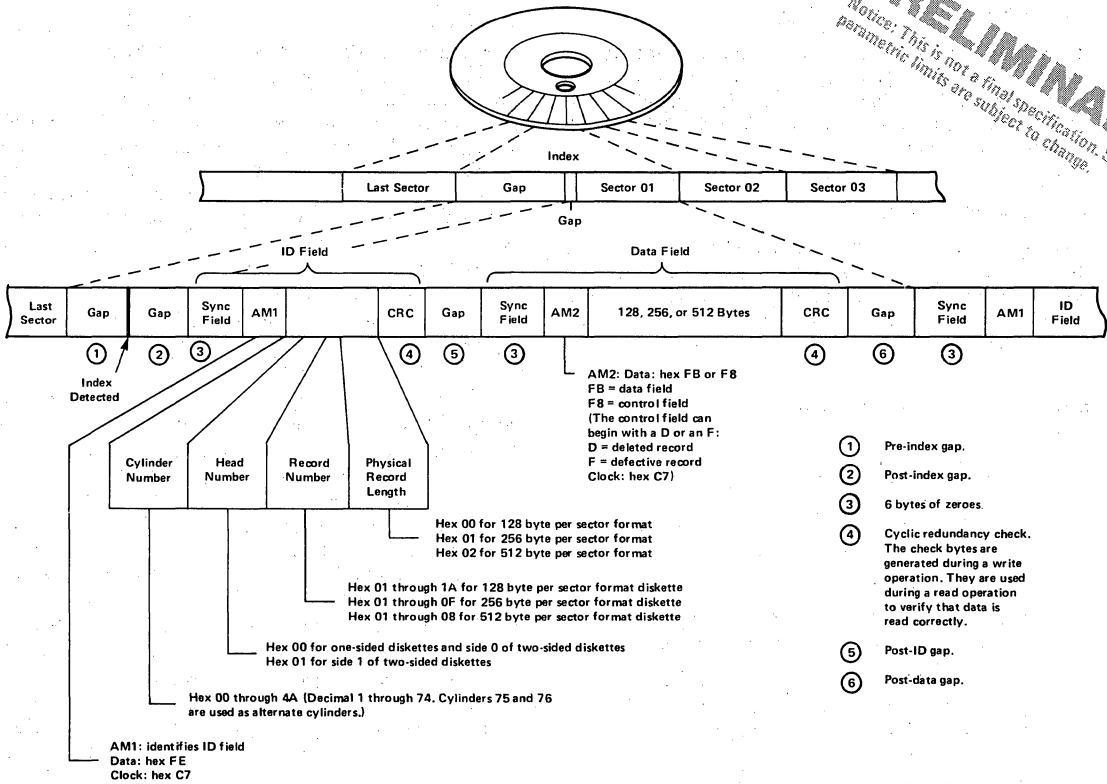 PRELIMINA
Notice: This is not a final specification. S
parametric limits are subject to change.
Index
Last Sector
Gap
Sector 01
Sector 02
Sector 03
Gap
ID Field
Data Field
Last Sector
Gap
Gap
Sync Field
AM1
CRC
Gap
Sync Field
AM2
128, 256, or 512 Bytes
CRC
Gap
Sync Field
AM1
ID Field
1
2
3
4
5
3
4
6
3
Index
Detected
AM2: Data: hex FB or F8
FB = data field
F8 = control field
(The control field can
begin with a D or an F:
D = deleted record
F = defective record
Clock: hex C7)
Cylinder Number
Head Number
Record Number
Physical Record Length
Hex 00 for 128 byte per sector format
Hex 01 for 256 byte per sector format
Hex 02 for 512 byte per sector format
Hex 01 through 1A for 128 byte per sector format diskette
Hex 01 through 0F for 256 byte per sector format diskette
Hex 01 through 08 for 512 byte per sector format diskette
Hex 00 for one-sided diskettes and side 0 of two-sided diskettes
Hex 01 for side 1 of two-sided diskettes
Hex 00 through 4A (Decimal 1 through 74. Cylinders 75 and 76
are used as alternate cylinders.)
AM1: identifies ID field
Data: hex FE
Clock: hex C7
1 Pre-index gap.
2 Post-index gap.
3 6 bytes of zeroes.
4 Cyclic redundancy check.
The check bytes are
generated during a write
operation. They are used
during a read operation
to verify that data is
read correctly.
5 Post-ID gap.
6 Post-data gap.